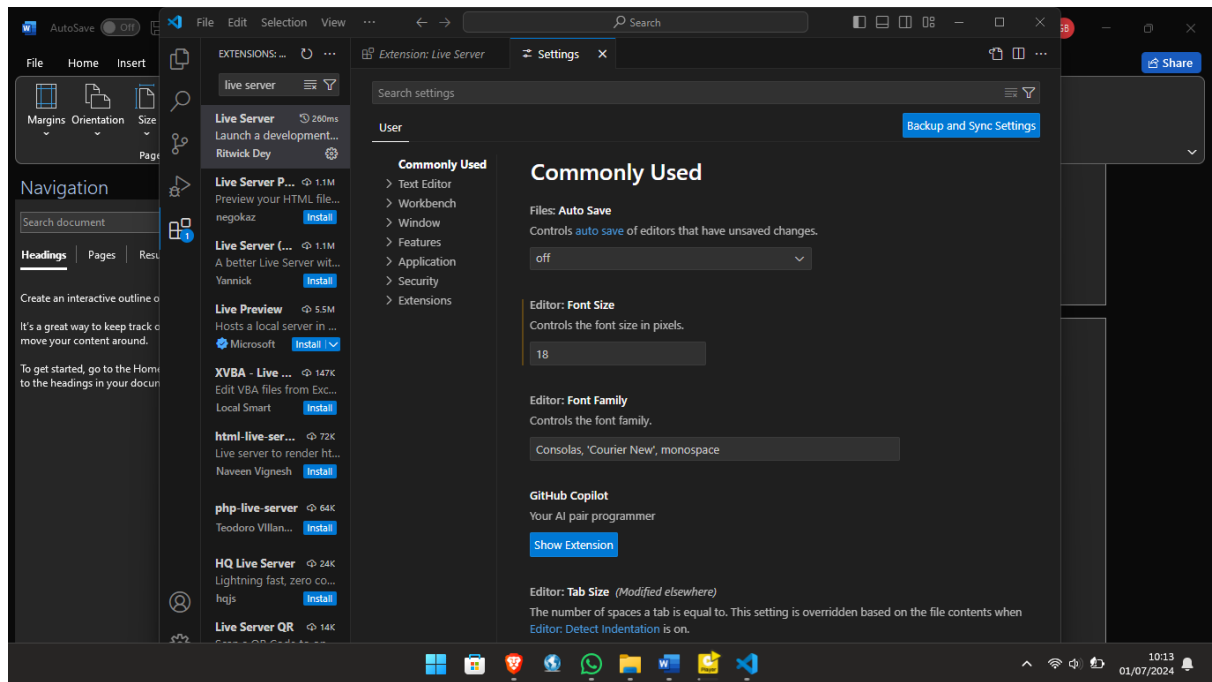 AutoSave Off
File Edit Selection View ...
Search
GB
File Home Insert
Share
Margins Orientation Size
Page
Navigation
Search document
Headings Pages Resu
Create an interactive outline o
It's a great way to keep track o
move your content around.
To get started, go to the Home
to the headings in your docum
EXTENSIONS: ...
live server
Live Server 260ms
Launch a development...
Ritwick Dey
Live Server P... 1.1M
Preview your HTML file...
negokaz Install
Live Server (... 1.1M
A better Live Server wit...
Yannick Install
Live Preview 5.5M
Hosts a local server in ...
Microsoft Install
XVBA - Live ... 147K
Edit VBA files from Exc...
Local Smart Install
html-live-ser... 72K
Live server to render ht...
Naveen Vignesh Install
php-live-server 64K
Teodoro VIllan... Install
HQ Live Server 24K
Lightning fast, zero co...
hqjs Install
Live Server QR 14K
1
Extension: Live Server
Settings
Search settings
User
Backup and Sync Settings
Commonly Used
Text Editor
Workbench
Window
Features
Application
Security
Extensions
Commonly Used
Files: Auto Save
Controls auto save of editors that have unsaved changes.
off
Editor: Font Size
Controls the font size in pixels.
18
Editor: Font Family
Controls the font family.
Consolas, 'Courier New', monospace
GitHub Copilot
Your AI pair programmer
Show Extension
Editor: Tab Size (Modified elsewhere)
The number of spaces a tab is equal to. This setting is overridden based on the file contents when
Editor: Detect Indentation is on.
10:13
01/07/2024